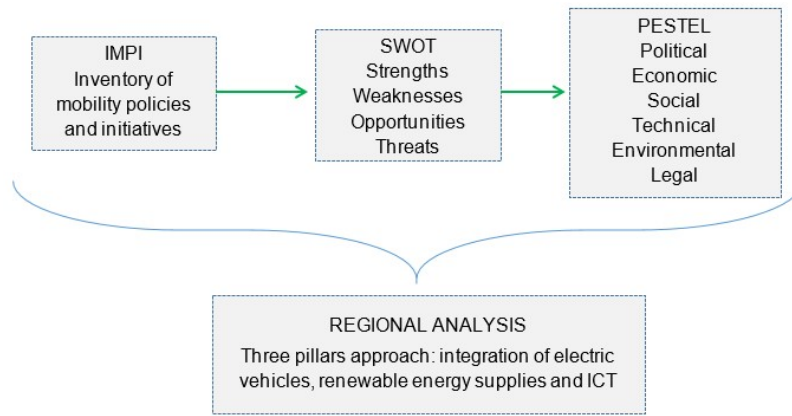 IMPI
Inventory of
mobility policies
and initiatives
SWOT
Strengths
Weaknesses
Opportunities
Threats
PESTEL
Political
Economic
Social
Technical
Environmental
Legal
REGIONAL ANALYSIS
Three pillars approach: integration of electric
vehicles, renewable energy supplies and ICT